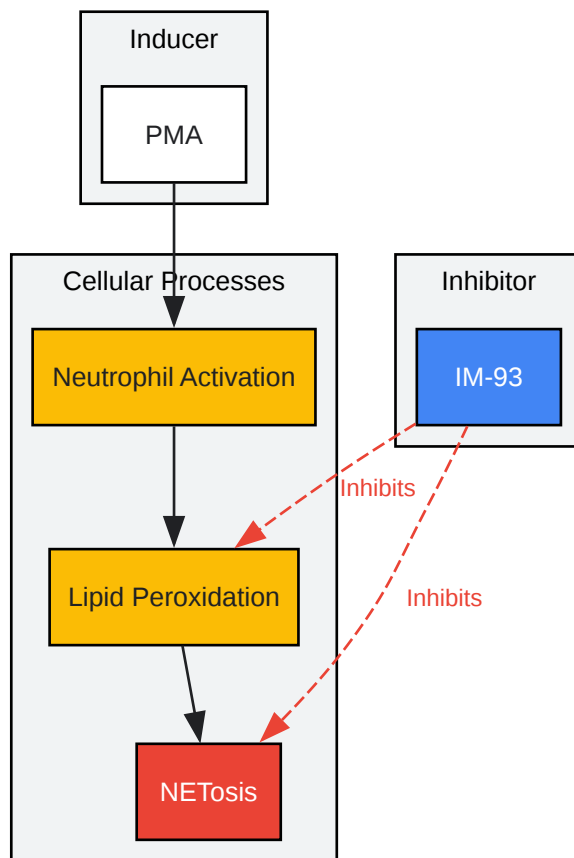 Inducer
PMA
Cellular Processes
Inhibitor
Neutrophil Activation
IM-93
Inhibits
Lipid Peroxidation
Inhibits
NETosis